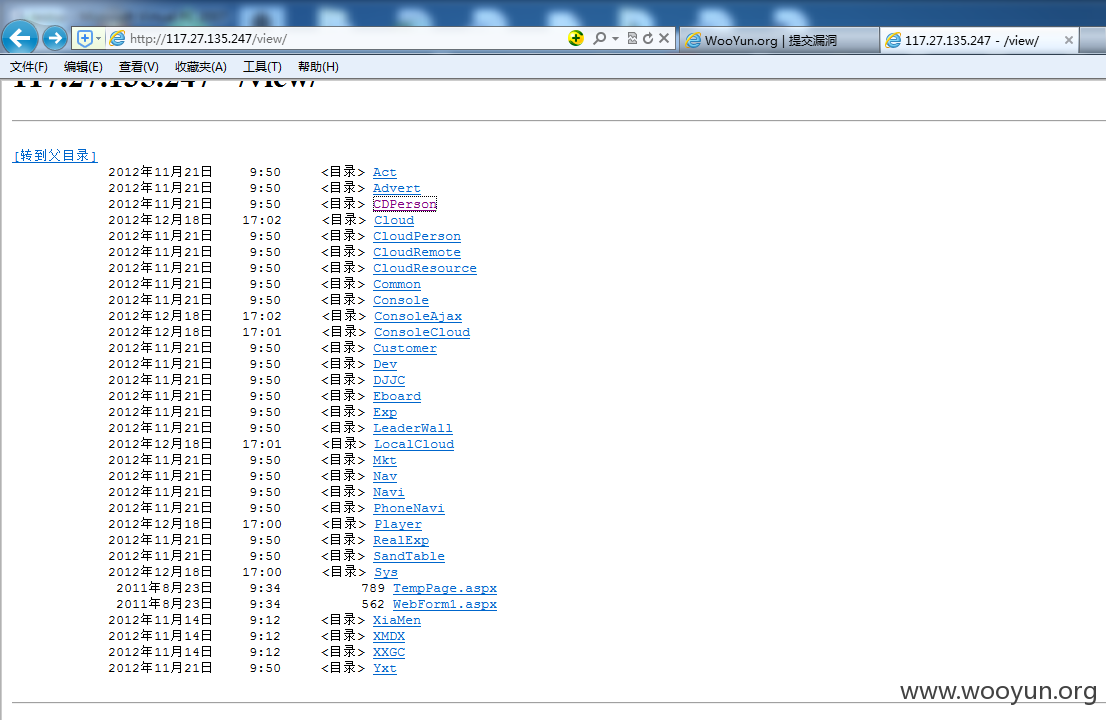 http://117.27.135.247/view/
WooYun.org | 提交漏洞
117.27.135.247 - /view/
文件(F) 编辑(E) 查看(V) 收藏夹(A) 工具(T) 帮助(H)
117.27.135.247 - /view/
[转到父目录]
2012年11月21日 9:50 <目录> Act
2012年11月21日 9:50 <目录> Advert
2012年11月21日 9:50 <目录> CDPerson
2012年12月18日 17:02 <目录> Cloud
2012年11月21日 9:50 <目录> CloudPerson
2012年11月21日 9:50 <目录> CloudRemote
2012年11月21日 9:50 <目录> CloudResource
2012年11月21日 9:50 <目录> Common
2012年11月21日 9:50 <目录> Console
2012年12月18日 17:02 <目录> ConsoleAjax
2012年12月18日 17:01 <目录> ConsoleCloud
2012年11月21日 9:50 <目录> Customer
2012年11月21日 9:50 <目录> Dev
2012年11月21日 9:50 <目录> DJJC
2012年11月21日 9:50 <目录> Eboard
2012年11月21日 9:50 <目录> Exp
2012年11月21日 9:50 <目录> LeaderWall
2012年12月18日 17:01 <目录> LocalCloud
2012年11月21日 9:50 <目录> Mkt
2012年11月21日 9:50 <目录> Nav
2012年11月21日 9:50 <目录> Navi
2012年11月21日 9:50 <目录> PhoneNavi
2012年12月18日 17:00 <目录> Player
2012年11月21日 9:50 <目录> RealExp
2012年11月21日 9:50 <目录> SandTable
2012年12月18日 17:00 <目录> Sys
2011年8月23日 9:34 789 TempPage.aspx
2011年8月23日 9:34 562 WebForm1.aspx
2012年11月14日 9:12 <目录> XiaMen
2012年11月14日 9:12 <目录> XMDX
2012年11月14日 9:12 <目录> XXGC
2012年11月21日 9:50 <目录> Yxt
www.wooyun.org